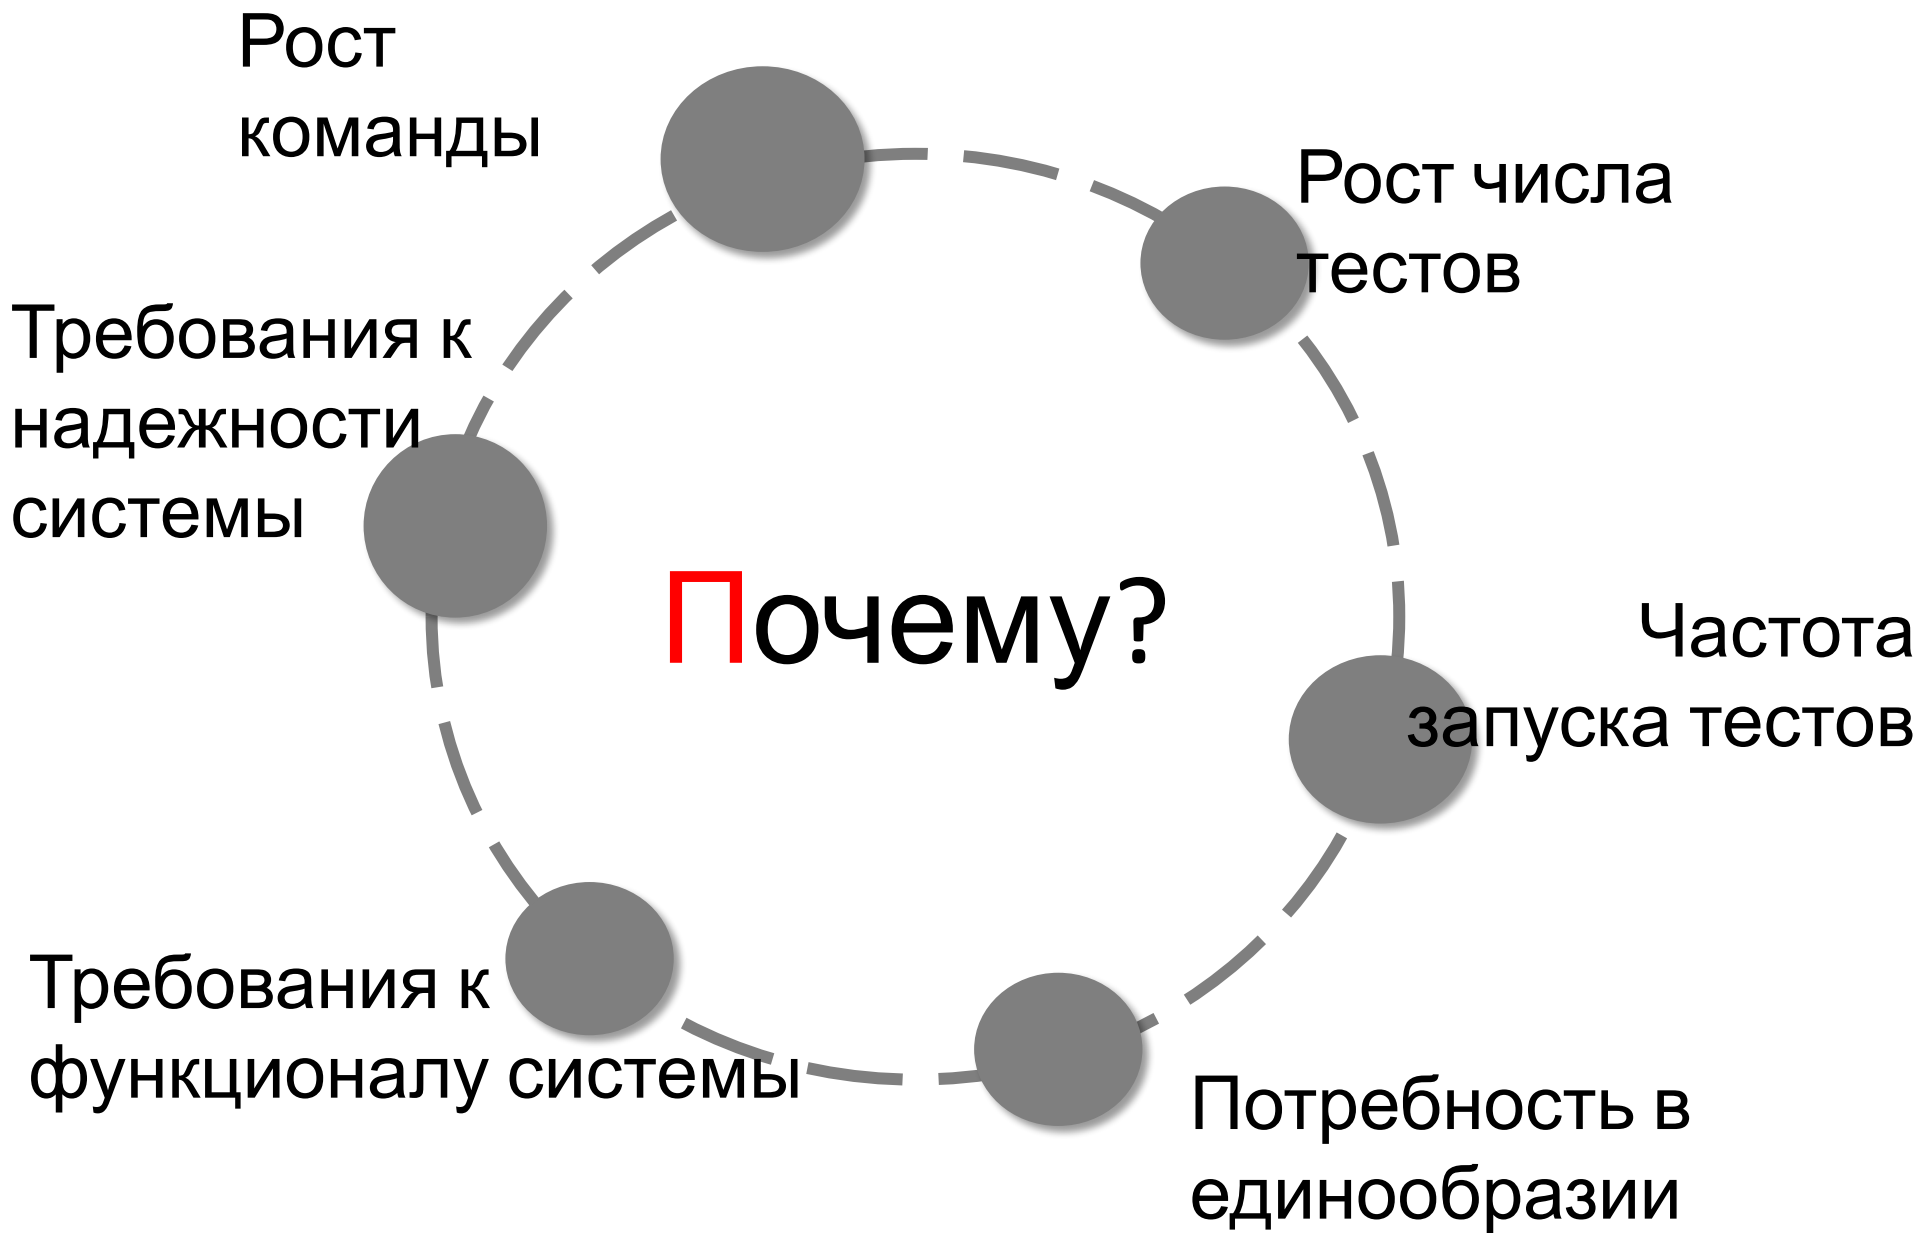 Рост
команды
Рост числа
тестов
Требования к
надежности
системы
Почему?
Частота
запуска тестов
Требования к
функционалу системы
Потребность в
единообразии